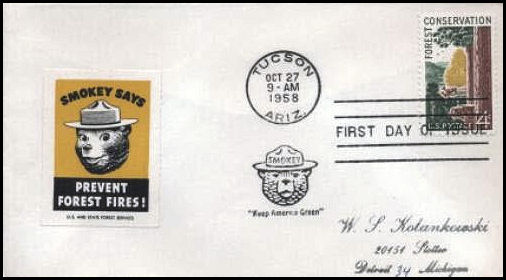 SMOKEY SAYS
PREVENT
FOREST FIRES!
U.S. AND STATE FOREST SERVICES
TUCSON
OCT 27
9-AM
1958
ARIZ.
FOREST CONSERVATION
U.S. POSTAGE 4¢
FIRST DAY OF ISSUE
SMOKEY
"Keep America Green"
W. S. Kolankowski
20151
Detroit 34 Michigan